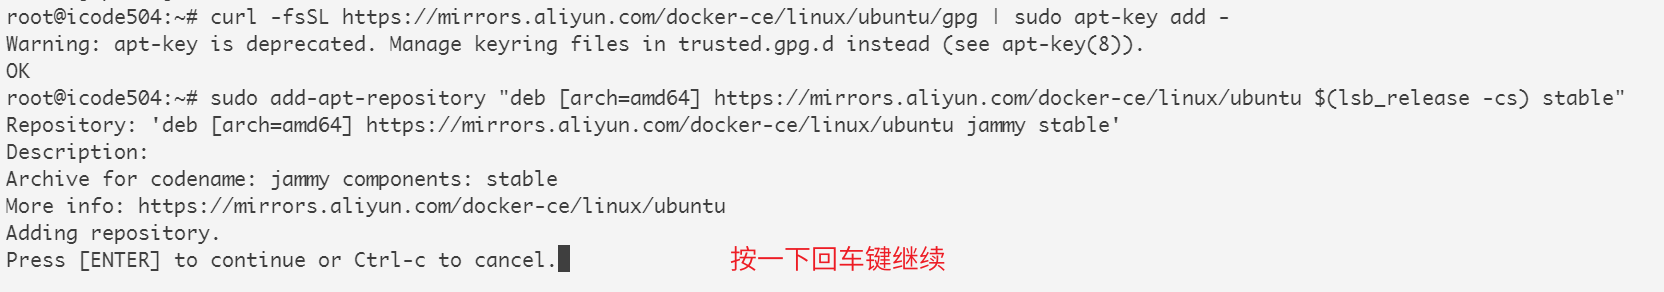 root@icode504:~# curl -fsSL https://mirrors.aliyun.com/docker-ce/linux/ubuntu/gpg | sudo apt-key add -
Warning: apt-key is deprecated. Manage keyring files in trusted.gpg.d instead (see apt-key(8)).
OK
root@icode504:~# sudo add-apt-repository "deb [arch=amd64] https://mirrors.aliyun.com/docker-ce/linux/ubuntu $(lsb_release -cs) stable"
Repository: 'deb [arch=amd64] https://mirrors.aliyun.com/docker-ce/linux/ubuntu jammy stable'
Description:
Archive for codename: jammy components: stable
More info: https://mirrors.aliyun.com/docker-ce/linux/ubuntu
Adding repository.
Press [ENTER] to continue or Ctrl-c to cancel. 按一下回车键继续